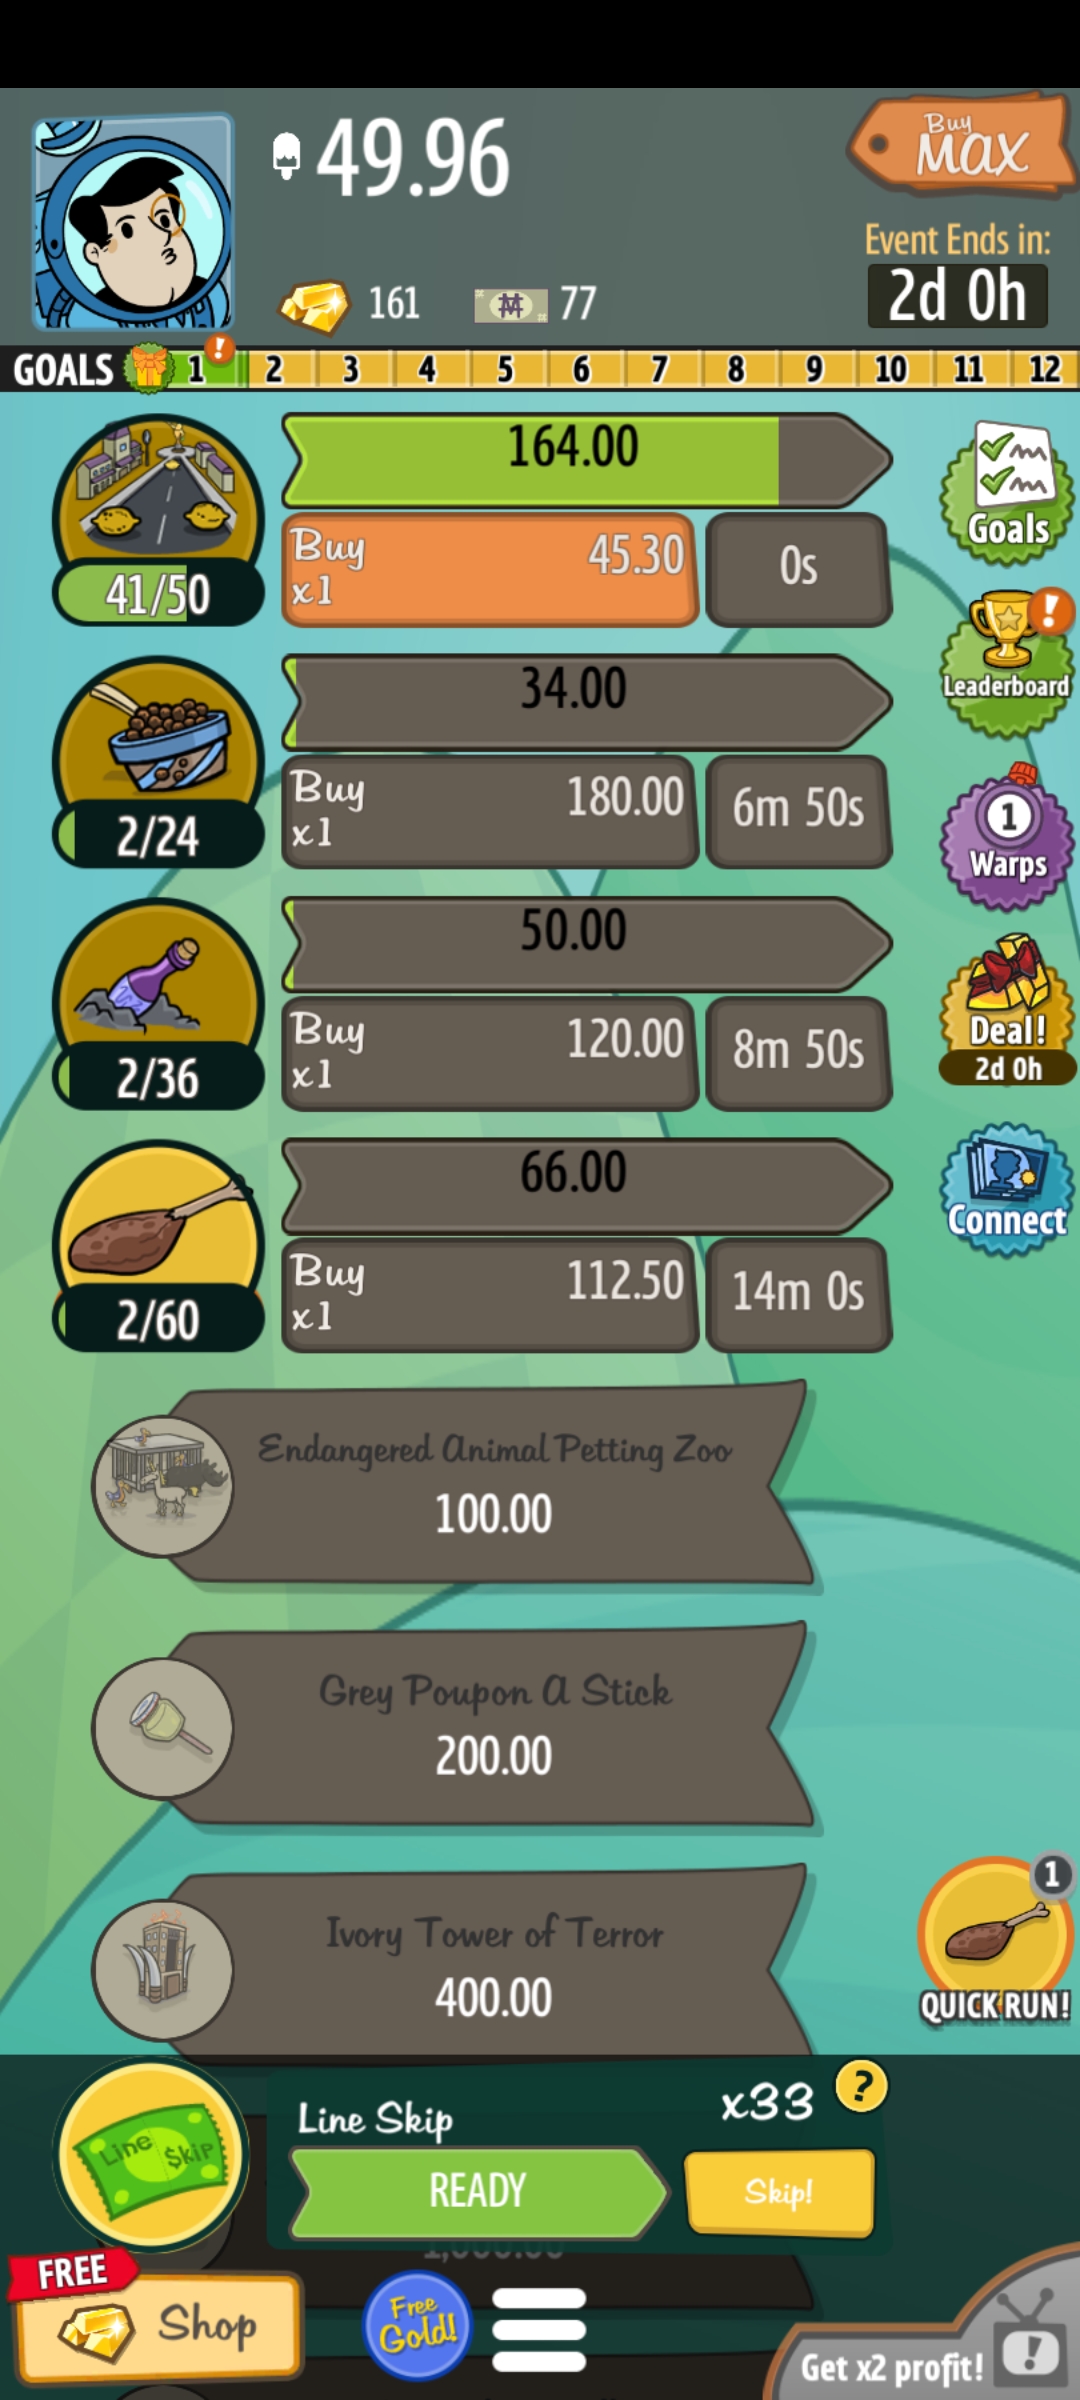 49.96
Buy
MAX
Event Ends in:
2d 0h
161
77
GOALS 1 ! 2 3 4 5 6 7 8 9 10 11 12
164.00
Buy
x1
45.30
0s
41/50
Goals
34.00
Buy
x1
180.00
6m 50s
2/24
!
Leaderboard
1
Warps
50.00
Buy
x1
120.00
8m 50s
2/36
Deal!
2d 0h
66.00
Buy
x1
112.50
14m 0s
2/60
Connect
Endangered Animal Petting Zoo
100.00
Grey Poupon A Stick
200.00
Ivory Tower of Terror
400.00
1
QUICK RUN!
Line $kip
Line Skip
x33
?
READY
Skip!
1,000.00
FREE
Shop
Free
Gold!
Get x2 profit!
!